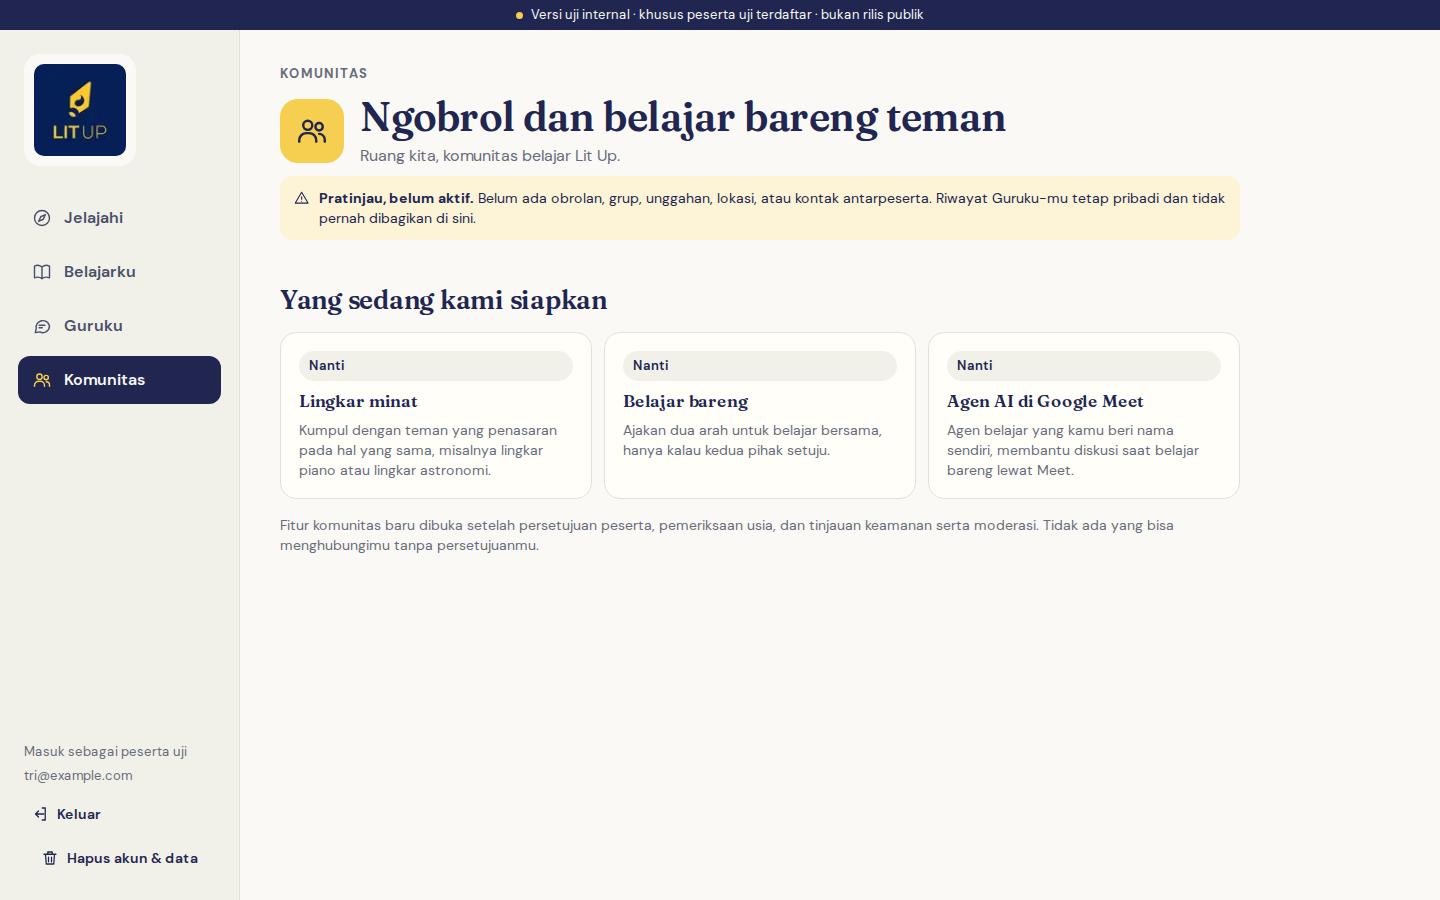 Versi uji internal · khusus peserta uji terdaftar · bukan rilis publik
LIT UP
Jelajahi
Belajarku
Guruku
Komunitas
Masuk sebagai peserta uji
tri@example.com
Keluar
Hapus akun & data
KOMUNITAS
Ngobrol dan belajar bareng teman
Ruang kita, komunitas belajar Lit Up.
Pratinjau, belum aktif. Belum ada obrolan, grup, unggahan, lokasi, atau kontak antarpeserta. Riwayat Guruku-mu tetap pribadi dan tidak
pernah dibagikan di sini.
Yang sedang kami siapkan
Nanti
Lingkar minat
Kumpul dengan teman yang penasaran
pada hal yang sama, misalnya lingkar
piano atau lingkar astronomi.
Nanti
Belajar bareng
Ajakan dua arah untuk belajar bersama,
hanya kalau kedua pihak setuju.
Nanti
Agen AI di Google Meet
Agen belajar yang kamu beri nama
sendiri, membantu diskusi saat belajar
bareng lewat Meet.
Fitur komunitas baru dibuka setelah persetujuan peserta, pemeriksaan usia, dan tinjauan keamanan serta moderasi. Tidak ada yang bisa
menghubungimu tanpa persetujuanmu.